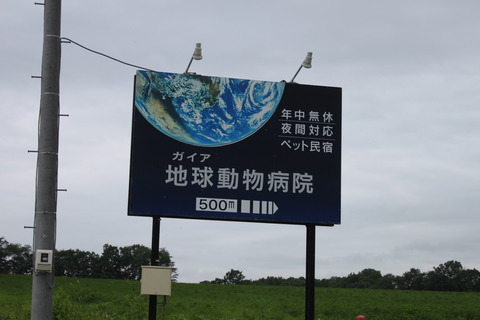 年中無休
夜間対応
ペット民宿
ガイア
地球動物病院
500m